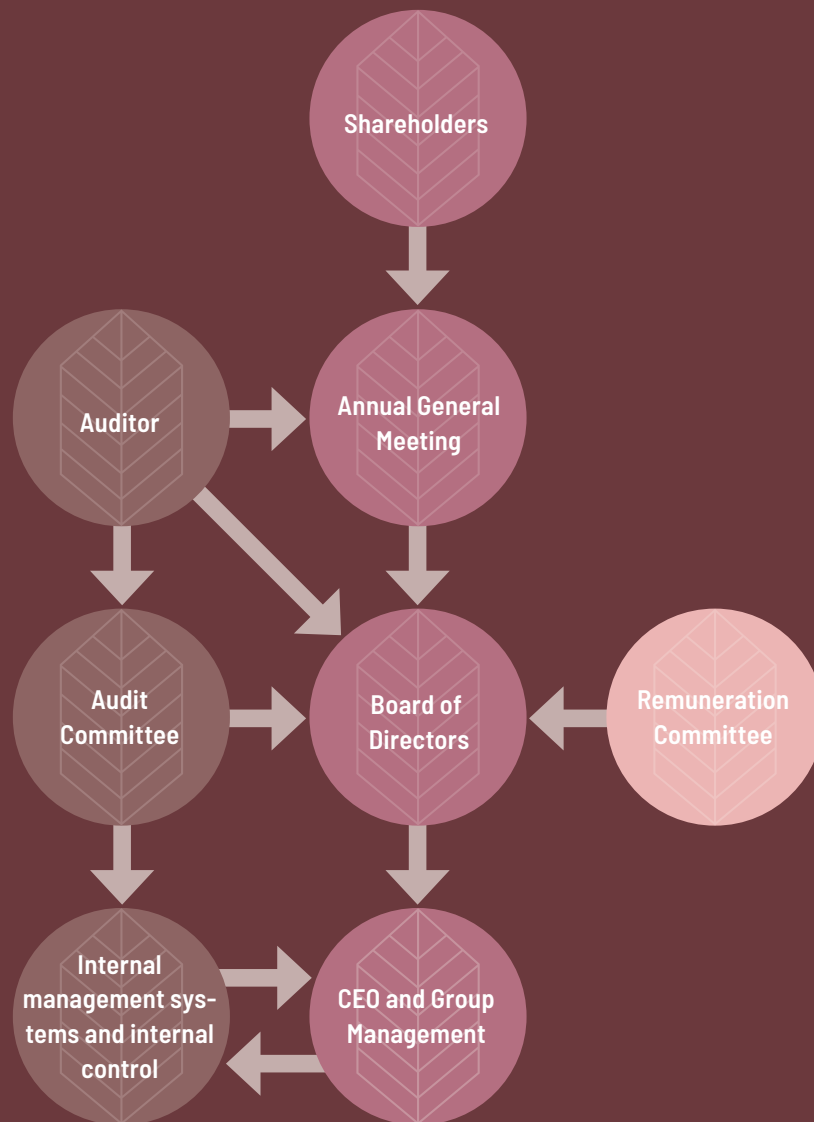 Shareholders
Auditor
Annual General
Meeting
Audit
Committee
Board of
Directors
Remuneration
Committee
Internal
management sys-
tems and internal
control
CEO and Group
Management